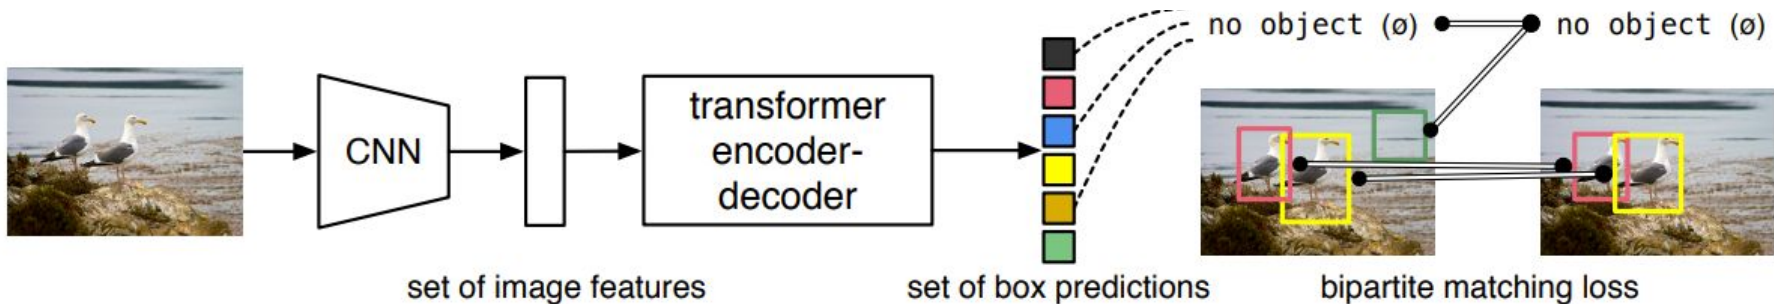 no object (ø)
no object (ø)
CNN
transformer
encoder-
decoder
set of image features
set of box predictions
bipartite matching loss